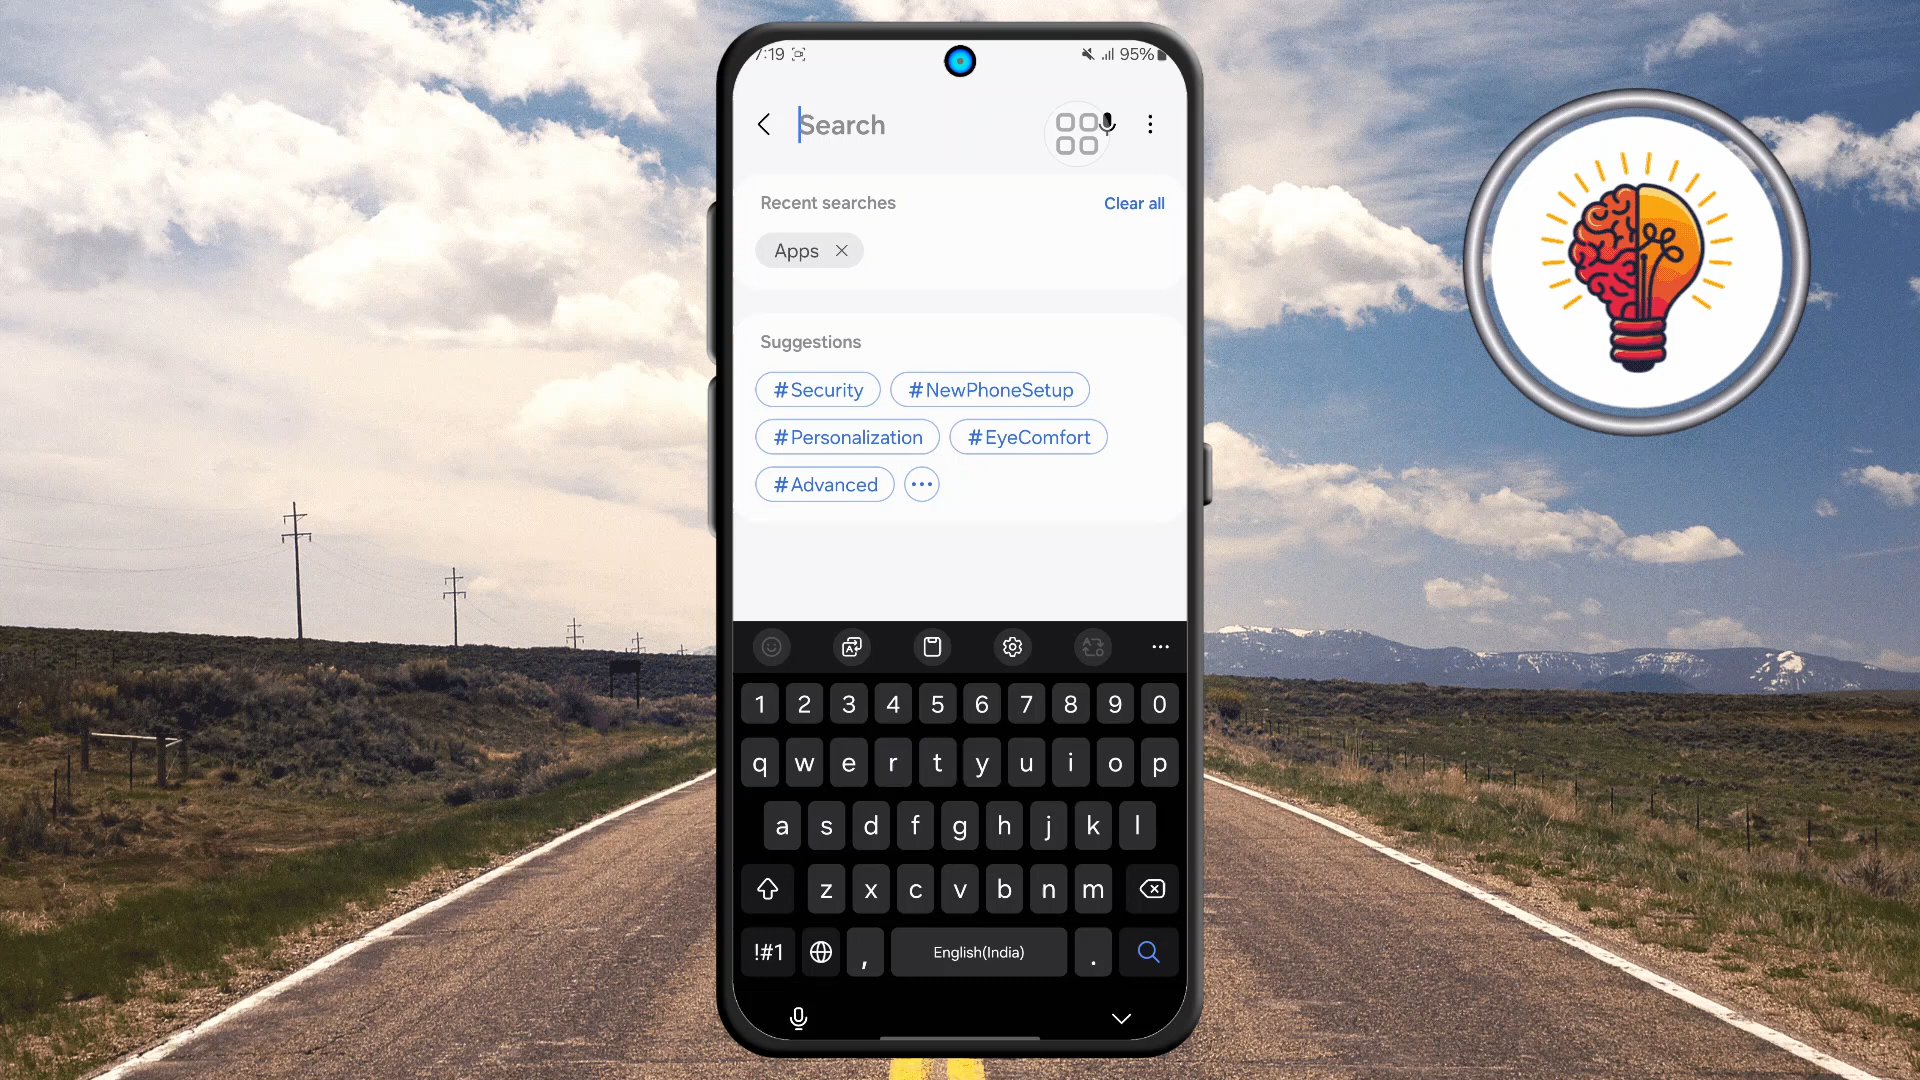 7:19 95%
Search
Recent searches Clear all
Apps
Suggestions
#Security #NewPhoneSetup
#Personalization #EyeComfort
#Advanced
1 2 3 4 5 6 7 8 9 0
q w e r t y u i o p
a s d f g h j k l
z x c v b n m
!#1 , English(India) .